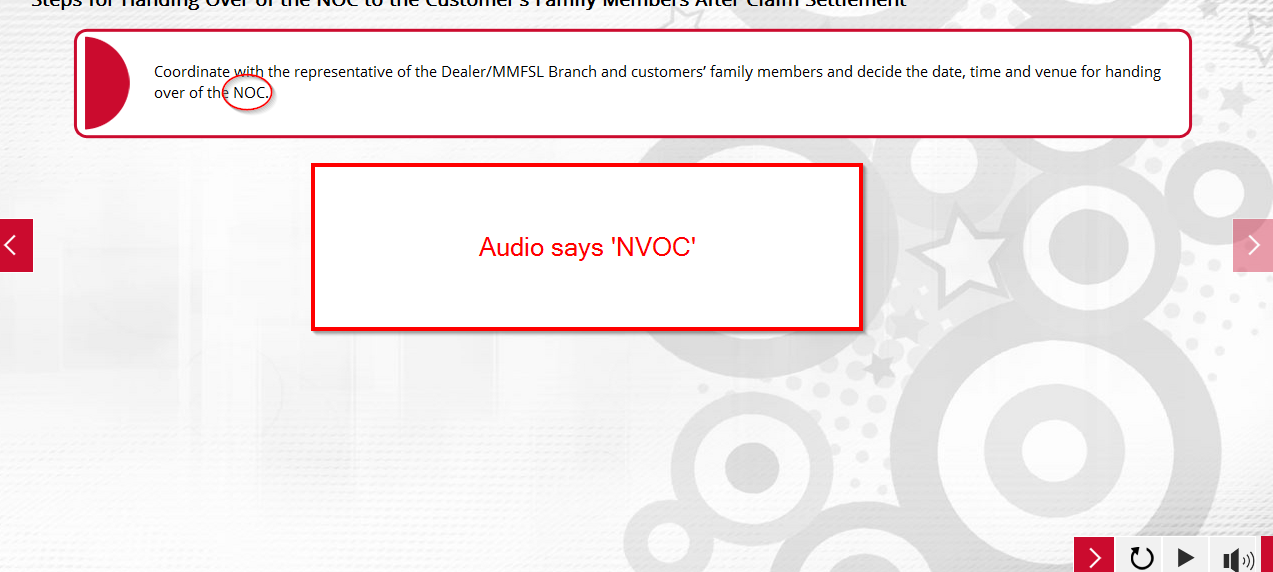 Steps for Handing Over of the NOC to the Customer's Family Members After Claim Settlement
Coordinate with the representative of the Dealer/MMFSL Branch and customers’ family members and decide the date, time and venue for handing
over of the NOC.
Audio says 'NVOC'